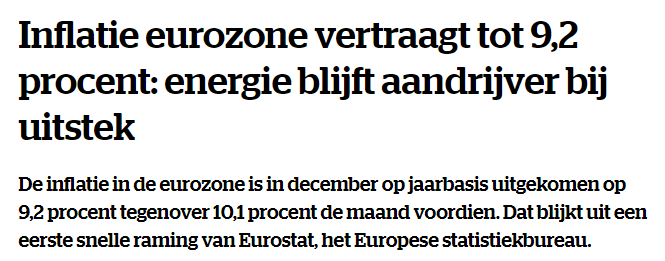 Inflatie eurozone vertraagt tot 9,2
procent: energie blijft aandrijver bij
uitstek
De inflatie in de eurozone is in december op jaarbasis uitgekomen op
9,2 procent tegenover 10,1 procent de maand voordien. Dat blijkt uit een
eerste snelle raming van Eurostat, het Europese statistiekbureau.